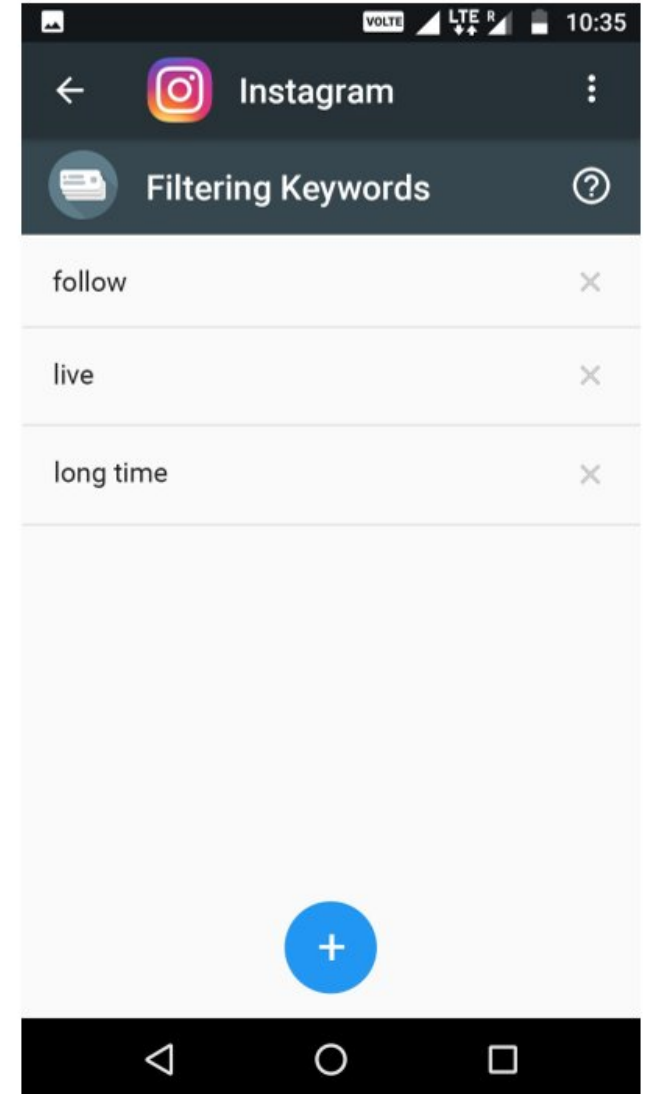 VOLTE LTE R 10:35
Instagram
Filtering Keywords
follow
live
long time